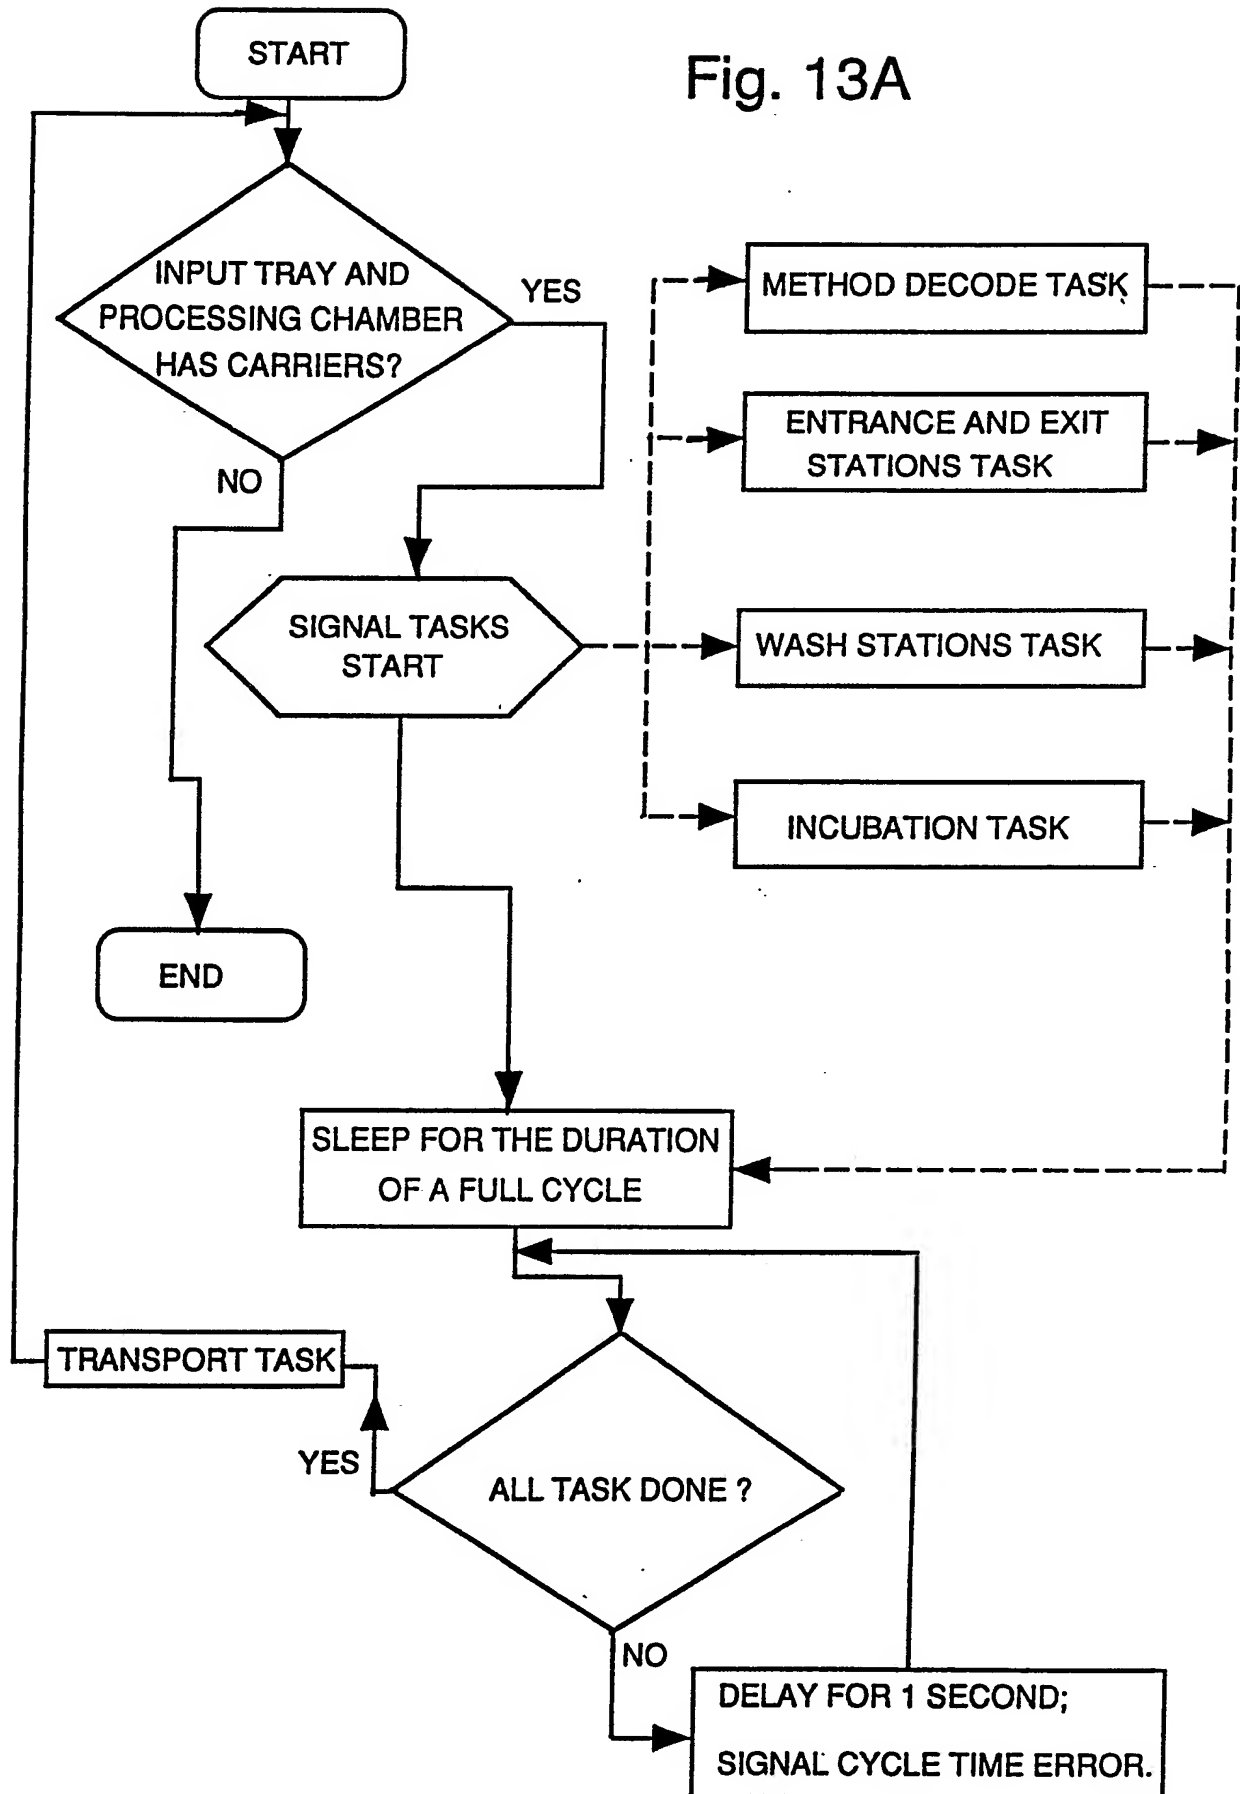 START
Fig. 13A
INPUT TRAY AND
PROCESSING CHAMBER
HAS CARRIERS?
YES
NO
METHOD DECODE TASK
ENTRANCE AND EXIT
STATIONS TASK
SIGNAL TASKS
START
WASH STATIONS TASK
INCUBATION TASK
END
SLEEP FOR THE DURATION
OF A FULL CYCLE
TRANSPORT TASK
YES
ALL TASK DONE ?
NO
DELAY FOR 1 SECOND;
SIGNAL CYCLE TIME ERROR.